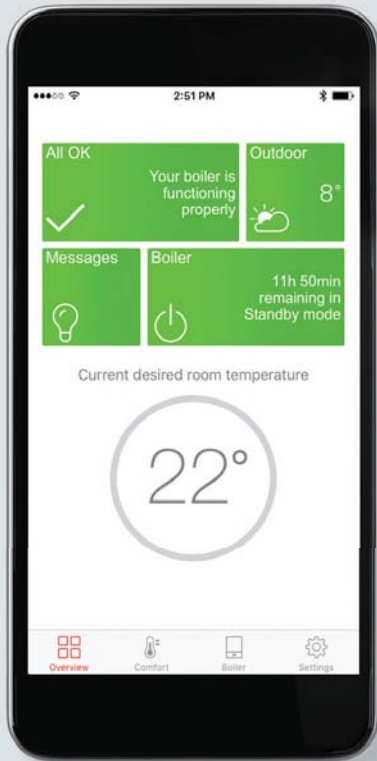 2:51 PM
All OK
Your boiler is
functioning
properly
Outdoor
8°
Messages
Boiler
11h 50min
remaining in
Standby mode
Current desired room temperature
22°
Overview
Comfort
Boiler
Settings